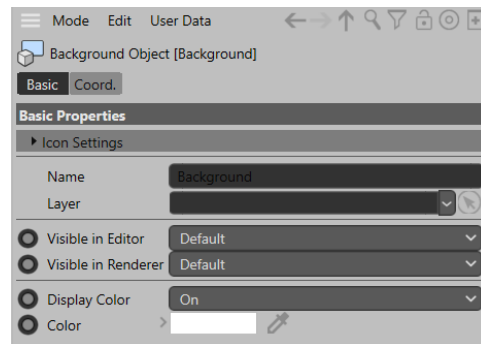 Mode Edit User Data
Background Object [Background]
Basic Coord.
Basic Properties
Icon Settings
Name Background
Layer
Visible in Editor Default
Visible in Renderer Default
Display Color On
Color